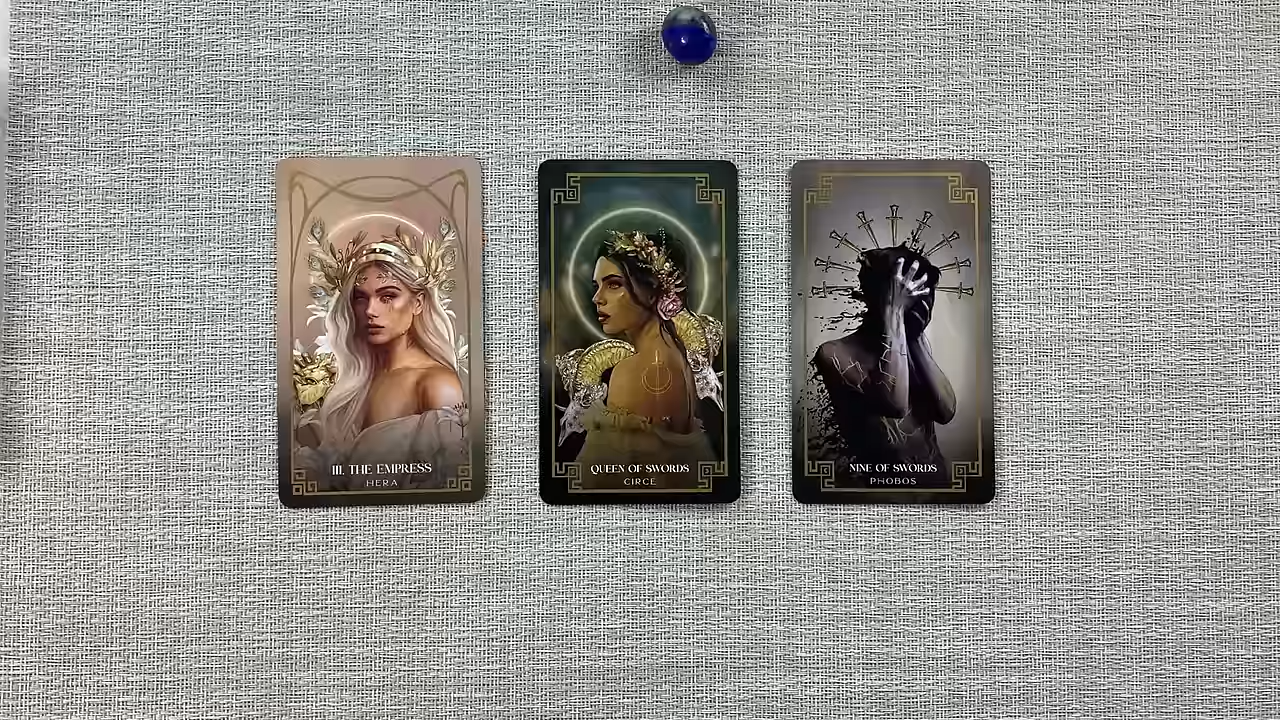 III. THE EMPRESS
HERA
QUEEN OF SWORDS
CIRCE
NINE OF SWORDS
PHOBOS